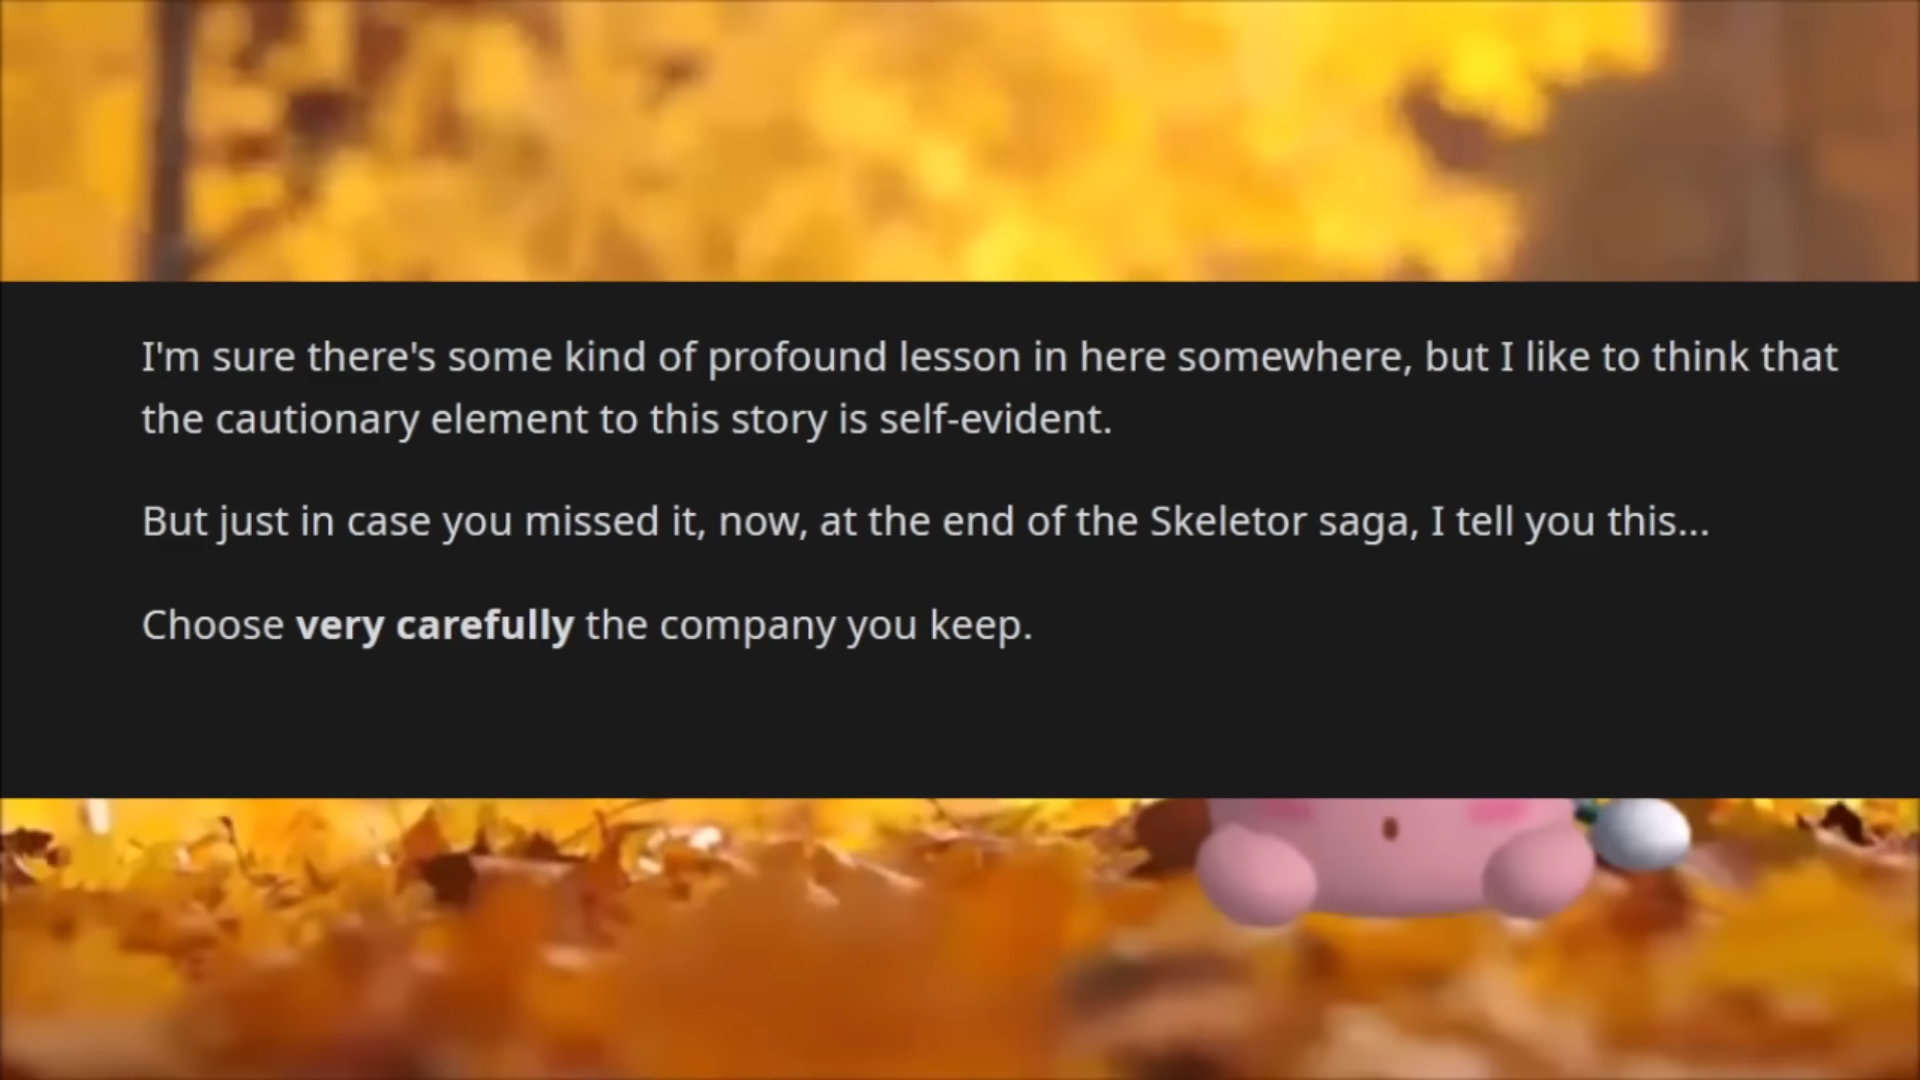 I'm sure there's some kind of profound lesson in here somewhere, but I like to think that
the cautionary element to this story is self-evident.
But just in case you missed it, now, at the end of the Skeletor saga, I tell you this...
Choose very carefully the company you keep.